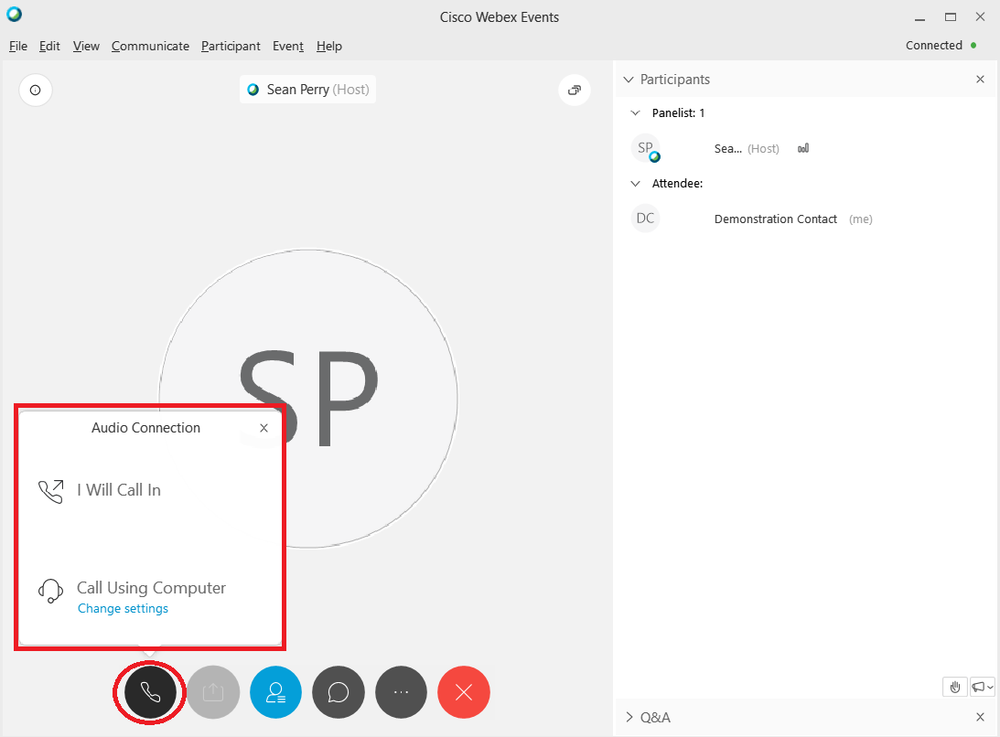 Cisco Webex Events
File Edit View Communicate Participant Event Help
Connected
Sean Perry (Host)
SP
Audio Connection
I Will Call In
Call Using Computer
Change settings
Participants
Panelist: 1
SP Sea... (Host)
Attendee:
DC Demonstration Contact (me)
Q&A